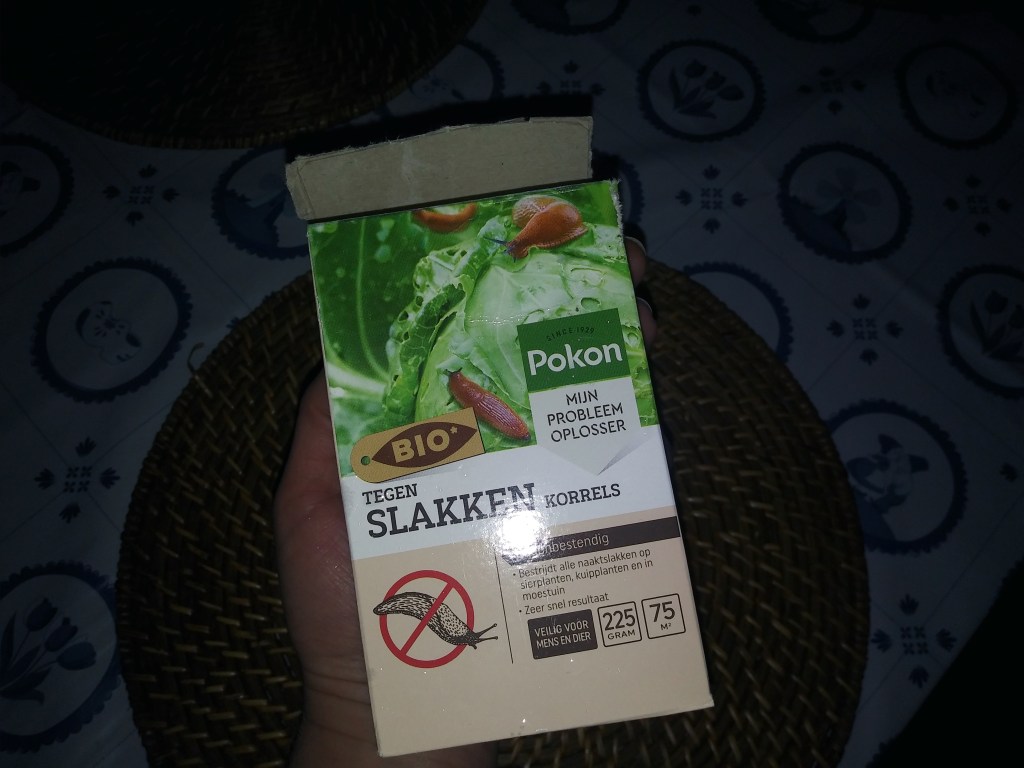 SINCE 1929
Pokon
MIJN
PROBLEEM
OPLOSSER
BIO*
TEGEN
SLAKKEN KORRELS
• Bestrijdt alle naaktslakken op
sierplanten, kuipplanten en in
moestuin
• Zeer snel resultaat
VEILIG VOOR
MENS EN DIER
225
GRAM
75
M²